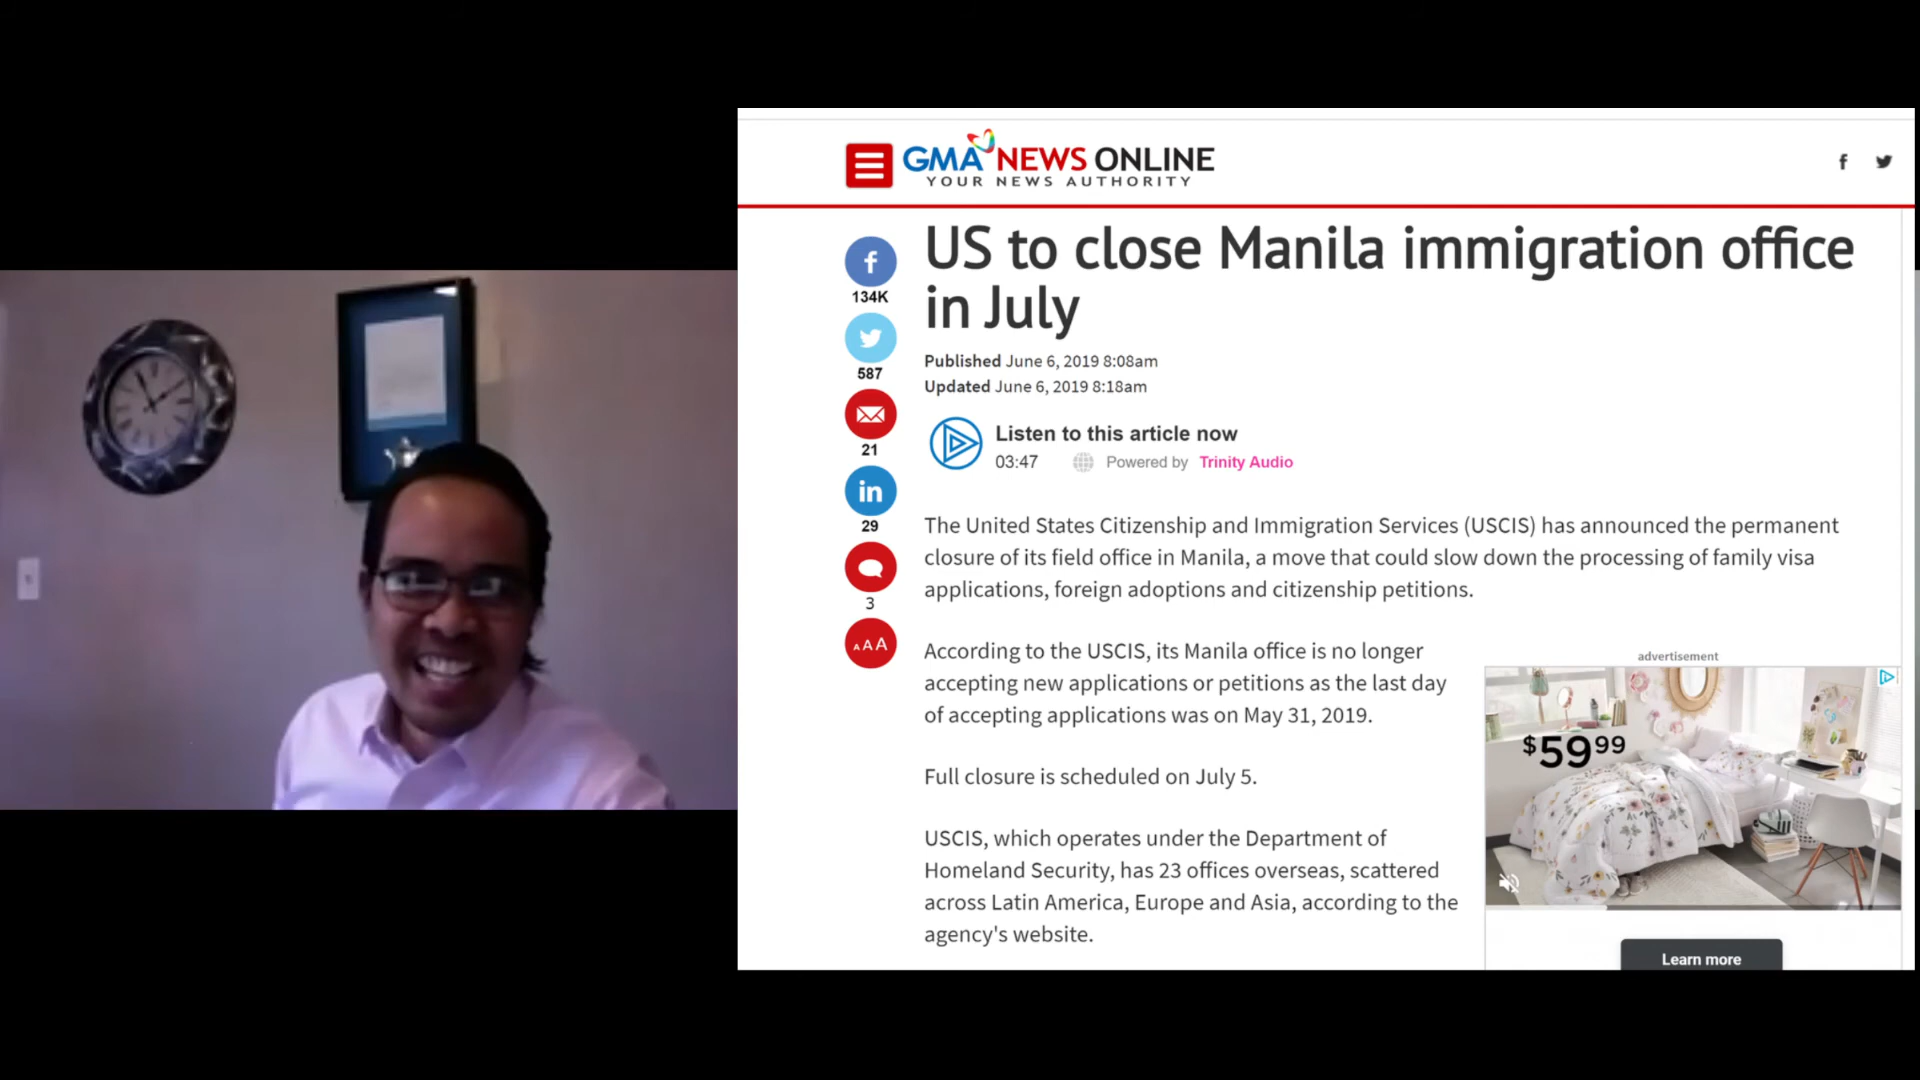 GMA NEWS ONLINE
YOUR NEWS AUTHORITY
f
US to close Manila immigration office
in July
f
134K
587
21
in
29
3
AAA
Published June 6, 2019 8:08am
Updated June 6, 2019 8:18am
Listen to this article now
03:47 Powered by Trinity Audio
The United States Citizenship and Immigration Services (USCIS) has announced the permanent
closure of its field office in Manila, a move that could slow down the processing of family visa
applications, foreign adoptions and citizenship petitions.
According to the USCIS, its Manila office is no longer
accepting new applications or petitions as the last day
of accepting applications was on May 31, 2019.
Full closure is scheduled on July 5.
USCIS, which operates under the Department of
Homeland Security, has 23 offices overseas, scattered
across Latin America, Europe and Asia, according to the
agency's website.
advertisement
$59 99
Learn more